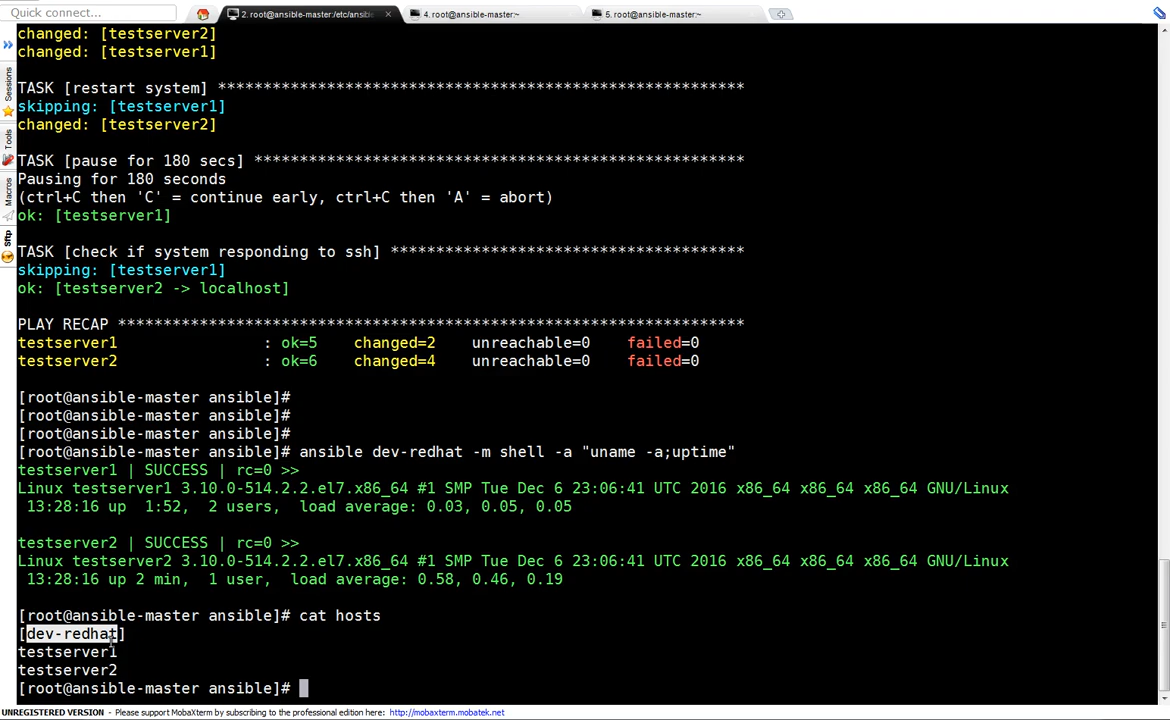 Quick connect...
2. root@ansible-master:/etc/ansible
4.root@ansible-master:~
5. root@ansible-master:~
Sessions
Tools
Macros
Sftp
changed: [testserver2]
changed: [testserver1]
TASK [restart system] **********************************************************
skipping: [testserver1]
changed: [testserver2]
TASK [pause for 180 secs] ******************************************************
Pausing for 180 seconds
(ctrl+C then 'C' = continue early, ctrl+C then 'A' = abort)
ok: [testserver1]
TASK [check if system responding to ssh] ***************************************
skipping: [testserver1]
ok: [testserver2 -> localhost]
PLAY RECAP *********************************************************************
testserver1 : ok=5 changed=2 unreachable=0 failed=0
testserver2 : ok=6 changed=4 unreachable=0 failed=0
[root@ansible-master ansible]#
[root@ansible-master ansible]#
[root@ansible-master ansible]#
[root@ansible-master ansible]# ansible dev-redhat -m shell -a "uname -a;uptime"
testserver1 | SUCCESS | rc=0 >>
Linux testserver1 3.10.0-514.2.2.el7.x86_64 #1 SMP Tue Dec 6 23:06:41 UTC 2016 x86_64 x86_64 x86_64 GNU/Linux
13:28:16 up 1:52, 2 users, load average: 0.03, 0.05, 0.05
testserver2 | SUCCESS | rc=0 >>
Linux testserver2 3.10.0-514.2.2.el7.x86_64 #1 SMP Tue Dec 6 23:06:41 UTC 2016 x86_64 x86_64 x86_64 GNU/Linux
13:28:16 up 2 min, 1 user, load average: 0.58, 0.46, 0.19
[root@ansible-master ansible]# cat hosts
[dev-redhat]
testserver1
testserver2
[root@ansible-master ansible]#
UNREGISTERED VERSION - Please support MobaXterm by subscribing to the professional edition here: http://mobaxterm.mobatek.net